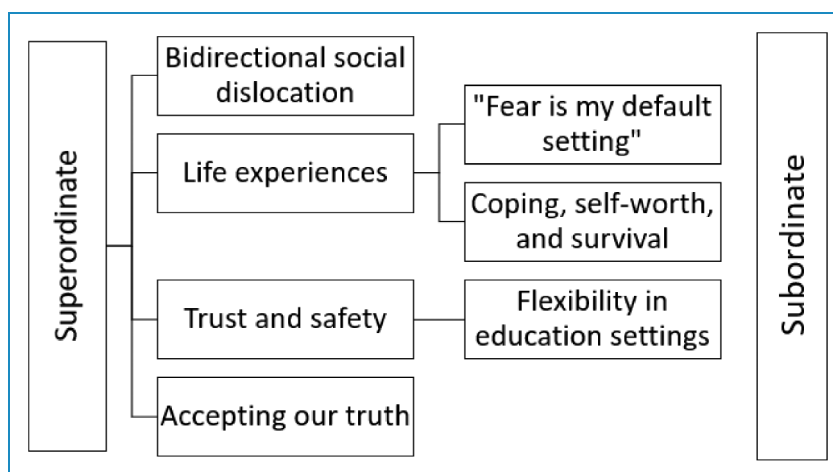 Superordinate
Bidirectional social
dislocation
Life experiences
"Fear is my default
setting"
Coping, self-worth,
and survival
Trust and safety
Flexibility in
education settings
Accepting our truth
Subordinate